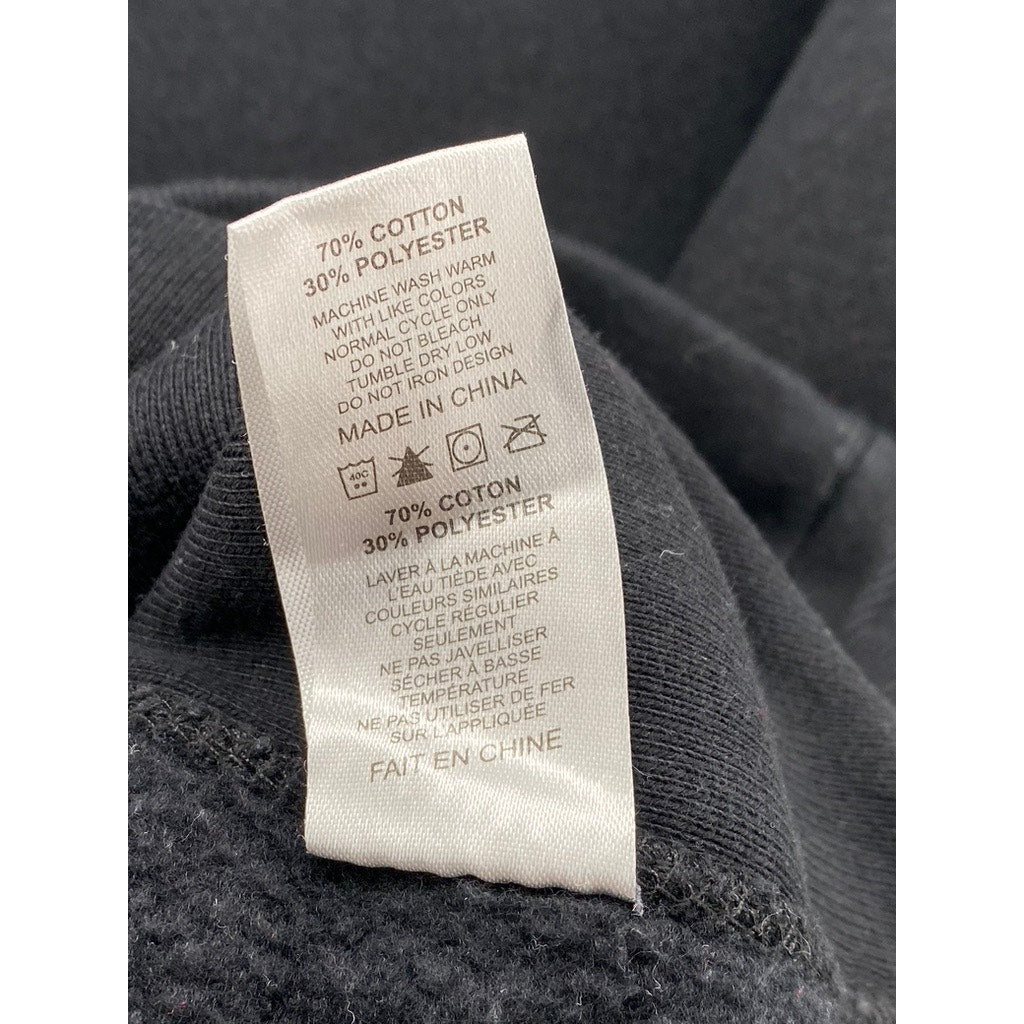 70% COTTON
30% POLYESTER
MACHINE WASH WARM
WITH LIKE COLORS
NORMAL CYCLE ONLY
DO NOT BLEACH
TUMBLE DRY LOW
DO NOT IRON DESIGN
MADE IN CHINA
40C
70% COTON
30% POLYESTER
LAVER À LA MACHINE À
L'EAU TIÈDE AVEC
COULEURS SIMILAIRES
CYCLE RÉGULIER
SEULEMENT
NE PAS JAVELLISER
SÉCHER À BASSE
TEMPÉRATURE
NE PAS UTILISER DE FER
SUR L'APPLIQUÉE
FAIT EN CHINE